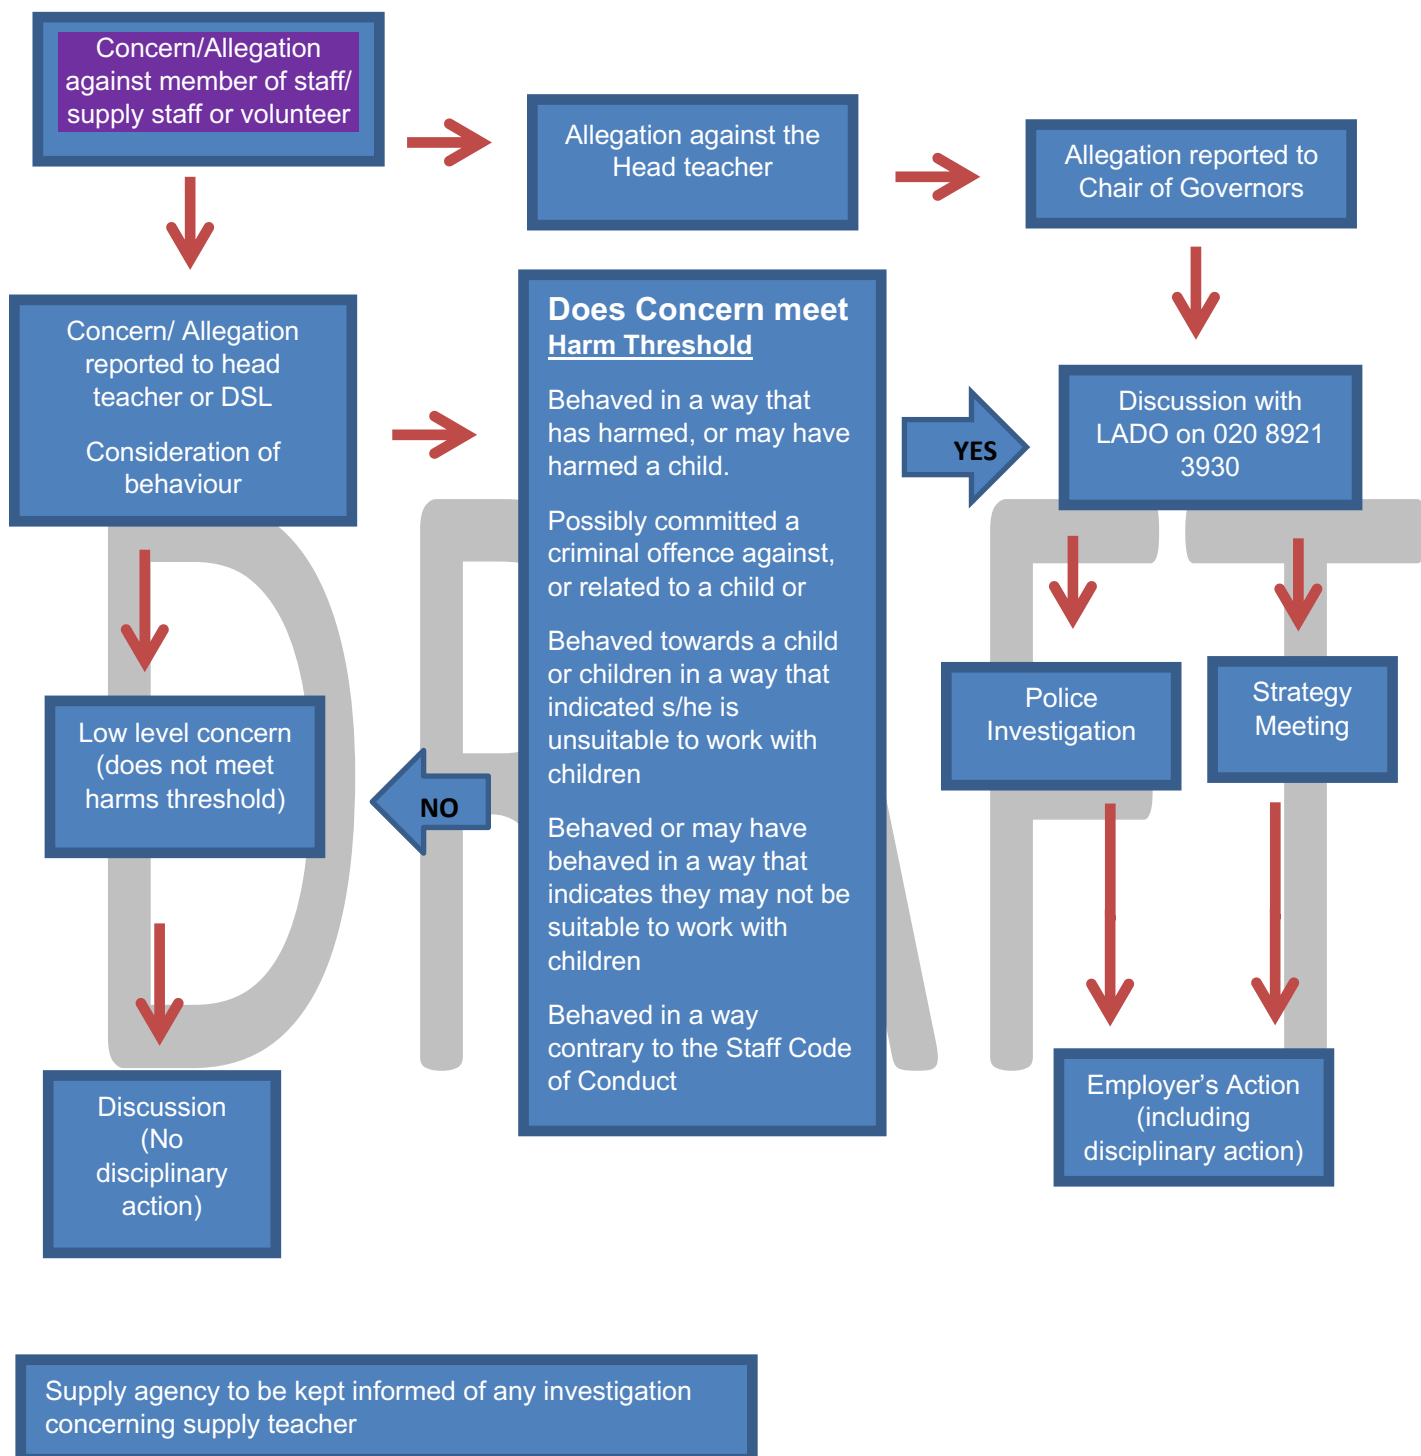 Concern/Allegation
against member of staff/
supply staff or volunteer
Allegation against the
Head teacher
Allegation reported to
Chair of Governors
Concern/ Allegation
reported to head
teacher or DSL
Consideration of
behaviour
Does Concern meet
Harm Threshold
Behaved in a way that
has harmed, or may have
harmed a child.
Possibly committed a
criminal offence against,
or related to a child or
Behaved towards a child
or children in a way that
indicated s/he is
unsuitable to work with
children
Behaved or may have
behaved in a way that
indicates they may not be
suitable to work with
children
Behaved in a way
contrary to the Staff Code
of Conduct
YES
Discussion with
LADO on 020 8921
3930
Police
Investigation
Strategy
Meeting
NO
Low level concern
(does not meet
harms threshold)
Discussion
(No
disciplinary
action)
Employer’s Action
(including
disciplinary action)
Supply agency to be kept informed of any investigation
concerning supply teacher
DRAFT